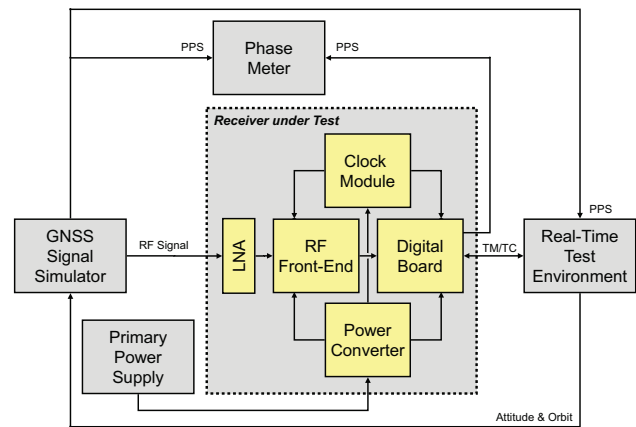 PPS
Phase
Meter
PPS
Receiver under Test
Clock
Module
PPS
GNSS
Signal
Simulator
RF Signal
LNA
RF
Front-End
Digital
Board
TM/TC
Real-Time
Test
Environment
Primary
Power
Supply
Power
Converter
Attitude & Orbit